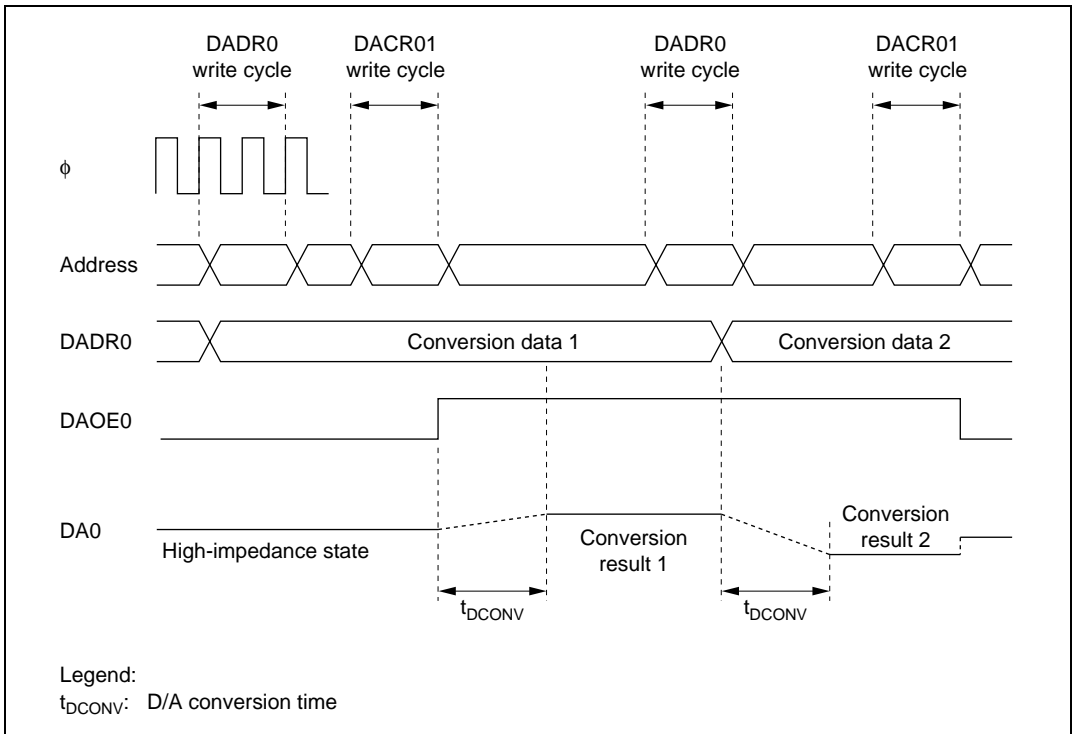 DADR0
write cycle
DACR01
write cycle
DADR0
write cycle
DACR01
write cycle
ϕ
Address
DADR0
Conversion data 1
Conversion data 2
DAOE0
DA0
High-impedance state
Conversion
result 1
Conversion
result 2
tDCONV
tDCONV
Legend:
tDCONV: D/A conversion time